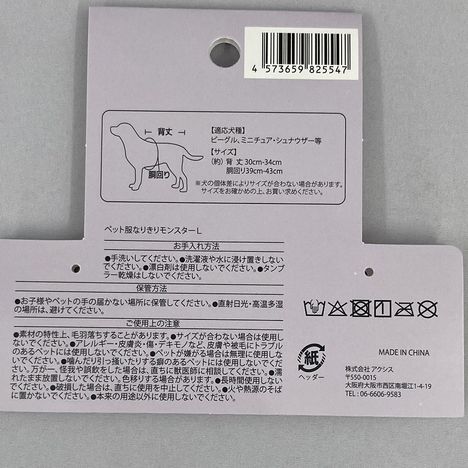 4 573659 825547
背丈
胴回り
【適応犬種】
ビーグル、ミニチュア・シュナウザー等
【サイズ】
(約) 背 丈 30cm-34cm
胴回り39cm-43cm
※犬の個体差によりサイズが合わない場合があります。
サイズをお確かめの上、お買い求めください。
ペット服なりきりモンスターL
お手入れ方法
●手洗いしてください。●洗濯液や水に浸け置きしない
でください。●漂白剤は使用しないでください。●タンブ
ラー乾燥はしないでください。
保管方法
●お子様やペットの手の届かない場所に保管してください。●直射日光・高温多湿
の場所は、避けてください。
ご使用上の注意
●素材の特性上、毛羽落ちすることがあります。●サイズが合わない場合は使用し
ないでください。●アレルギー・皮膚炎・傷・デキモノなど、皮膚や被毛にトラブル
のあるペットには使用しないでください。●ペットが嫌がる場合は無理に使用しな
いでください。●噛んだり引っ掻いたりする癖のあるペットには使用しないでくださ
い。万が一、怪我や誤飲をした場合は、直ちに獣医師に相談してください。●濡
れたまま放置しないでください。色移りする場合があります。●長時間使用しない
でください。●破損した場合は、直ちに使用を中止してください。●火や熱源のそ
ばに置かないでください。●本来の用途以外に使用しないでください。
紙
ヘッダー
MADE IN CHINA
株式会社 アクシス
〒550-0015
大阪府大阪市西区南堀江1-4-19
TEL : 06-6606-9583